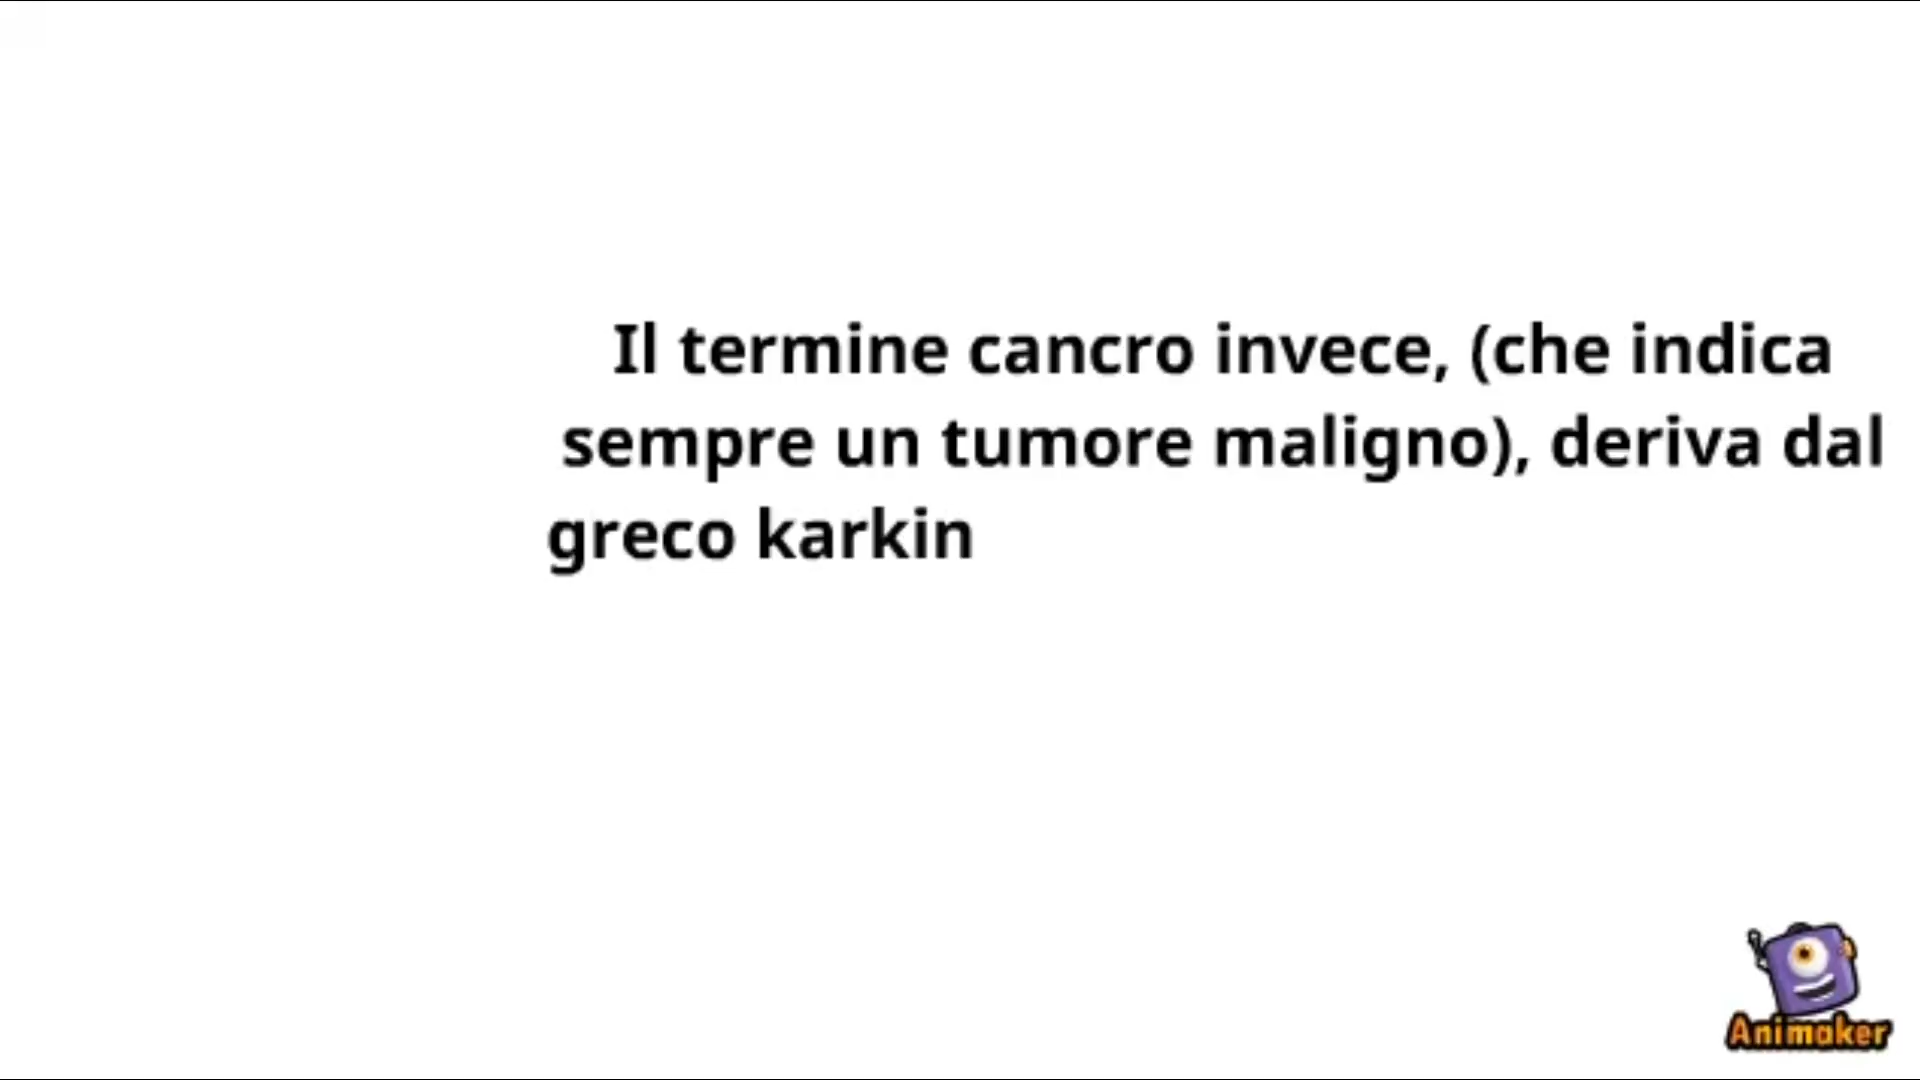 Il termine cancro invece, (che indica
sempre un tumore maligno), deriva dal
greco karkin
Animaker